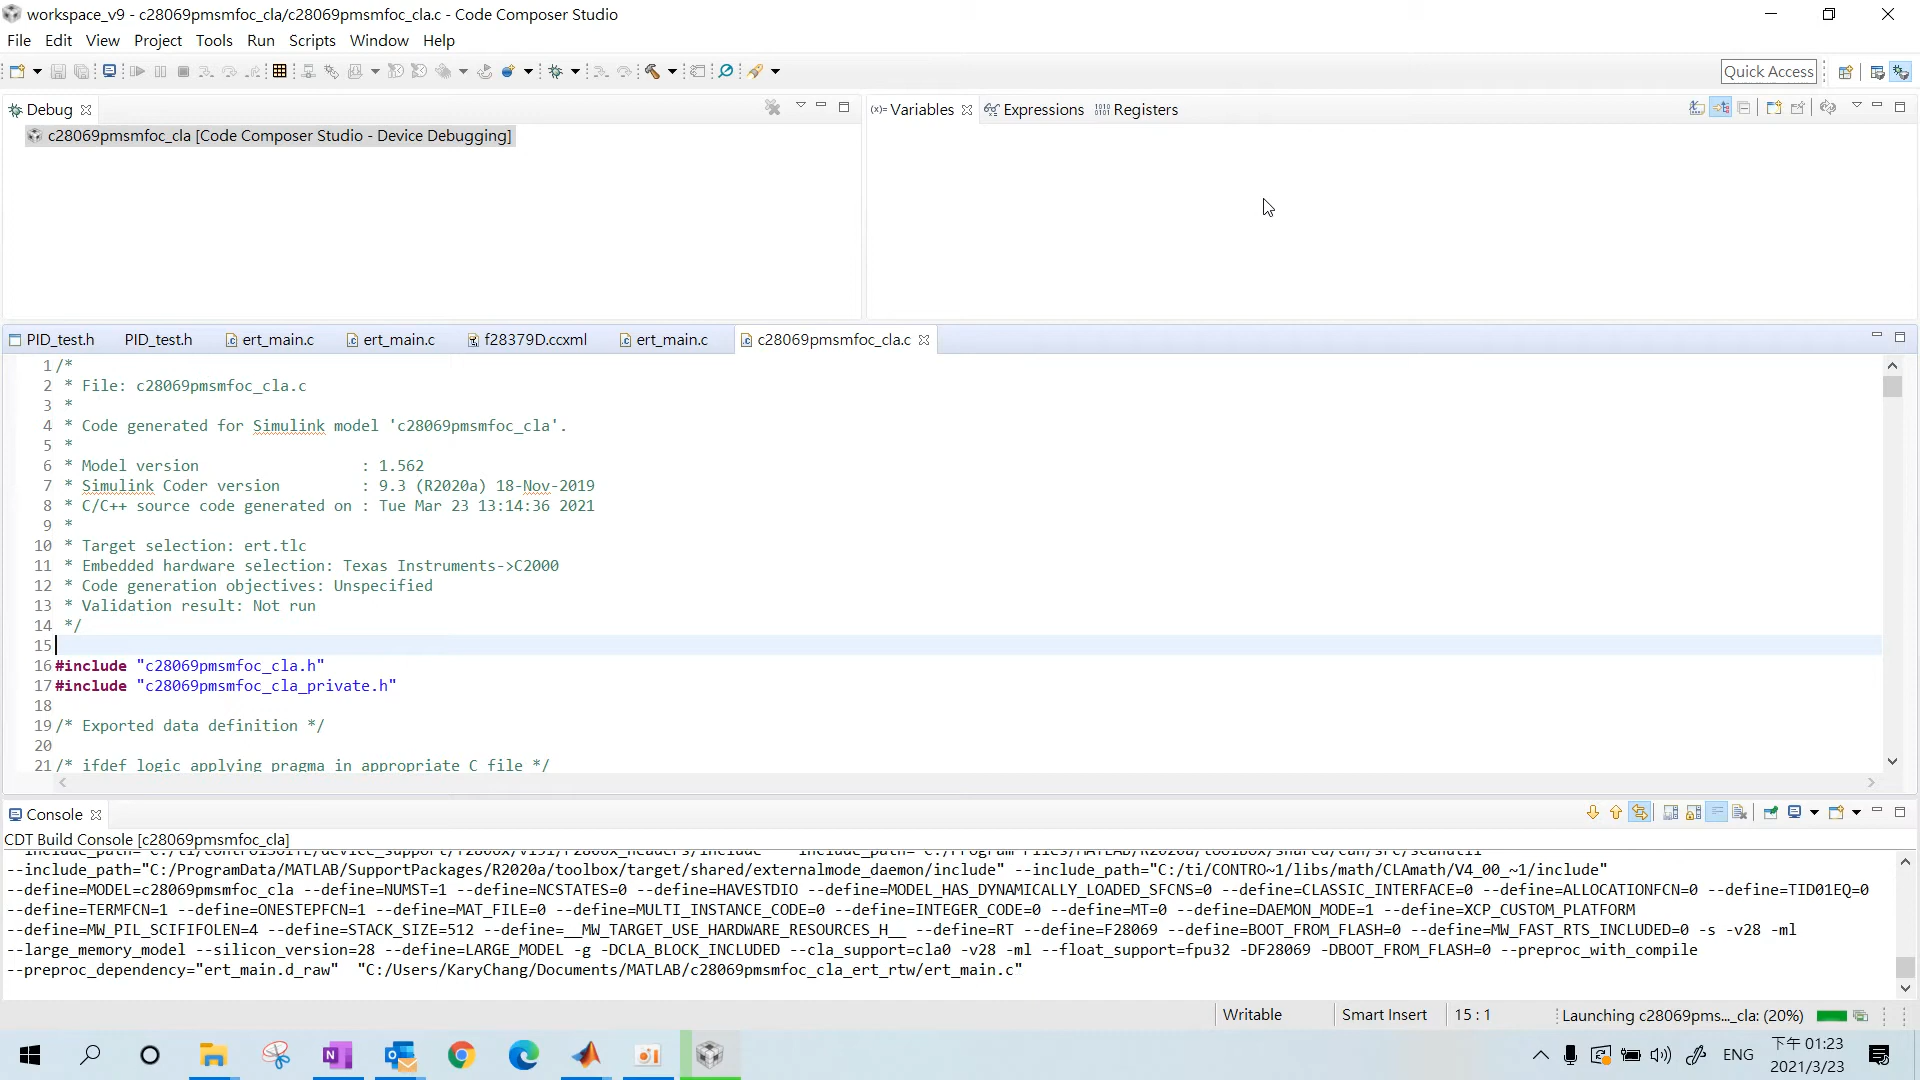 workspace_v9 - c28069pmsmfoc_cla/c28069pmsmfoc_cla.c - Code Composer Studio
File Edit View Project Tools Run Scripts Window Help
Quick Access
Debug
(x)= Variables Expressions 1010 0101 Registers
c28069pmsmfoc_cla [Code Composer Studio - Device Debugging]
PID_test.h PID_test.h ert_main.c ert_main.c f28379D.ccxml ert_main.c c28069pmsmfoc_cla.c
1 /*
2 * File: c28069pmsmfoc_cla.c
3 *
4 * Code generated for Simulink model 'c28069pmsmfoc_cla'.
5 *
6 * Model version : 1.562
7 * Simulink Coder version : 9.3 (R2020a) 18-Nov-2019
8 * C/C++ source code generated on : Tue Mar 23 13:14:36 2021
9 *
10 * Target selection: ert.tlc
11 * Embedded hardware selection: Texas Instruments->C2000
12 * Code generation objectives: Unspecified
13 * Validation result: Not run
14 */
15
16 #include "c28069pmsmfoc_cla.h"
17 #include "c28069pmsmfoc_cla_private.h"
18
19 /* Exported data definition */
20
21 /* ifdef logic applying pragma in appropriate C file */
Console
CDT Build Console [c28069pmsmfoc_cla]
--include_path="C:/ProgramData/MATLAB/SupportPackages/R2020a/toolbox/target/shared/externalmode_daemon/include" --include_path="C:/ti/CONTRO~1/libs/math/CLAmath/V4_00_~1/include"
--define=MODEL=c28069pmsmfoc_cla --define=NUMST=1 --define=NCSTATES=0 --define=HAVESTDIO --define=MODEL_HAS_DYNAMICALLY_LOADED_SFCNS=0 --define=CLASSIC_INTERFACE=0 --define=ALLOCATIONFCN=0 --define=TID01EQ=0
--define=TERMFCN=1 --define=ONESTEPFCN=1 --define=MAT_FILE=0 --define=MULTI_INSTANCE_CODE=0 --define=INTEGER_CODE=0 --define=MT=0 --define=DAEMON_MODE=1 --define=XCP_CUSTOM_PLATFORM
--define=MW_PIL_SCIFIFOLEN=4 --define=STACK_SIZE=512 --define=__MW_TARGET_USE_HARDWARE_RESOURCES_H__ --define=RT --define=F28069 --define=BOOT_FROM_FLASH=0 --define=MW_FAST_RTS_INCLUDED=0 -s -v28 -ml
--large_memory_model --silicon_version=28 --define=LARGE_MODEL -g -DCLA_BLOCK_INCLUDED --cla_support=cla0 -v28 -ml --float_support=fpu32 -DF28069 -DBOOT_FROM_FLASH=0 --preproc_with_compile
--preproc_dependency="ert_main.d_raw" "C:/Users/KaryChang/Documents/MATLAB/c28069pmsmfoc_cla_ert_rtw/ert_main.c"
Writable Smart Insert 15 : 1 Launching c28069pms..._cla: (20%)
ENG
下午 01:23
2021/3/23